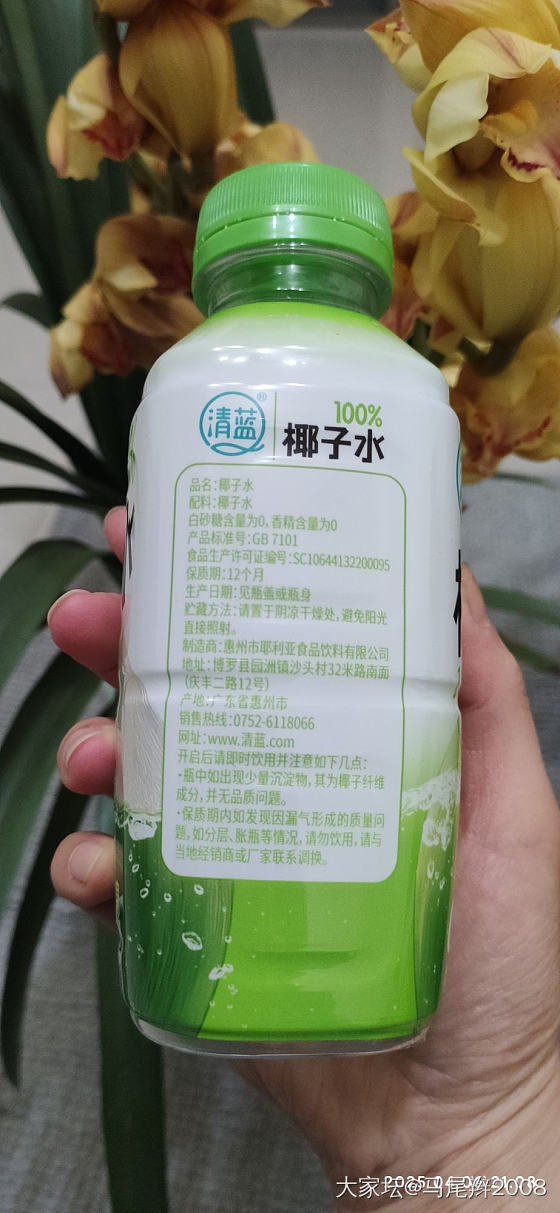 清蓝®
100%
椰子水
品名：椰子水
配料：椰子水
白砂糖含量为0，香精含量为0
产品标准号：GB 7101
食品生产许可证编号：SC10644132200095
保质期：12个月
生产日期：见瓶盖或瓶身
贮藏方法：请置于阴凉干燥处，避免阳光
直接照射。
制造商：惠州市耶利亚食品饮料有限公司
地址：博罗县园洲镇沙头村32米路南面
（庆丰二路12号）
产地：广东省惠州市
销售热线：0752-6118066
网址：www.清蓝.com
开启后请即时饮用并注意如下几点：
·瓶中如出现少量沉淀物，其为椰子纤维
成分，并无品质问题。
·保质期内如发现因漏气形成的质量问
题，如分层、胀瓶等情况，请勿饮用，请与
当地经销商或厂家联系调换。
大家坛@马尾辫2008